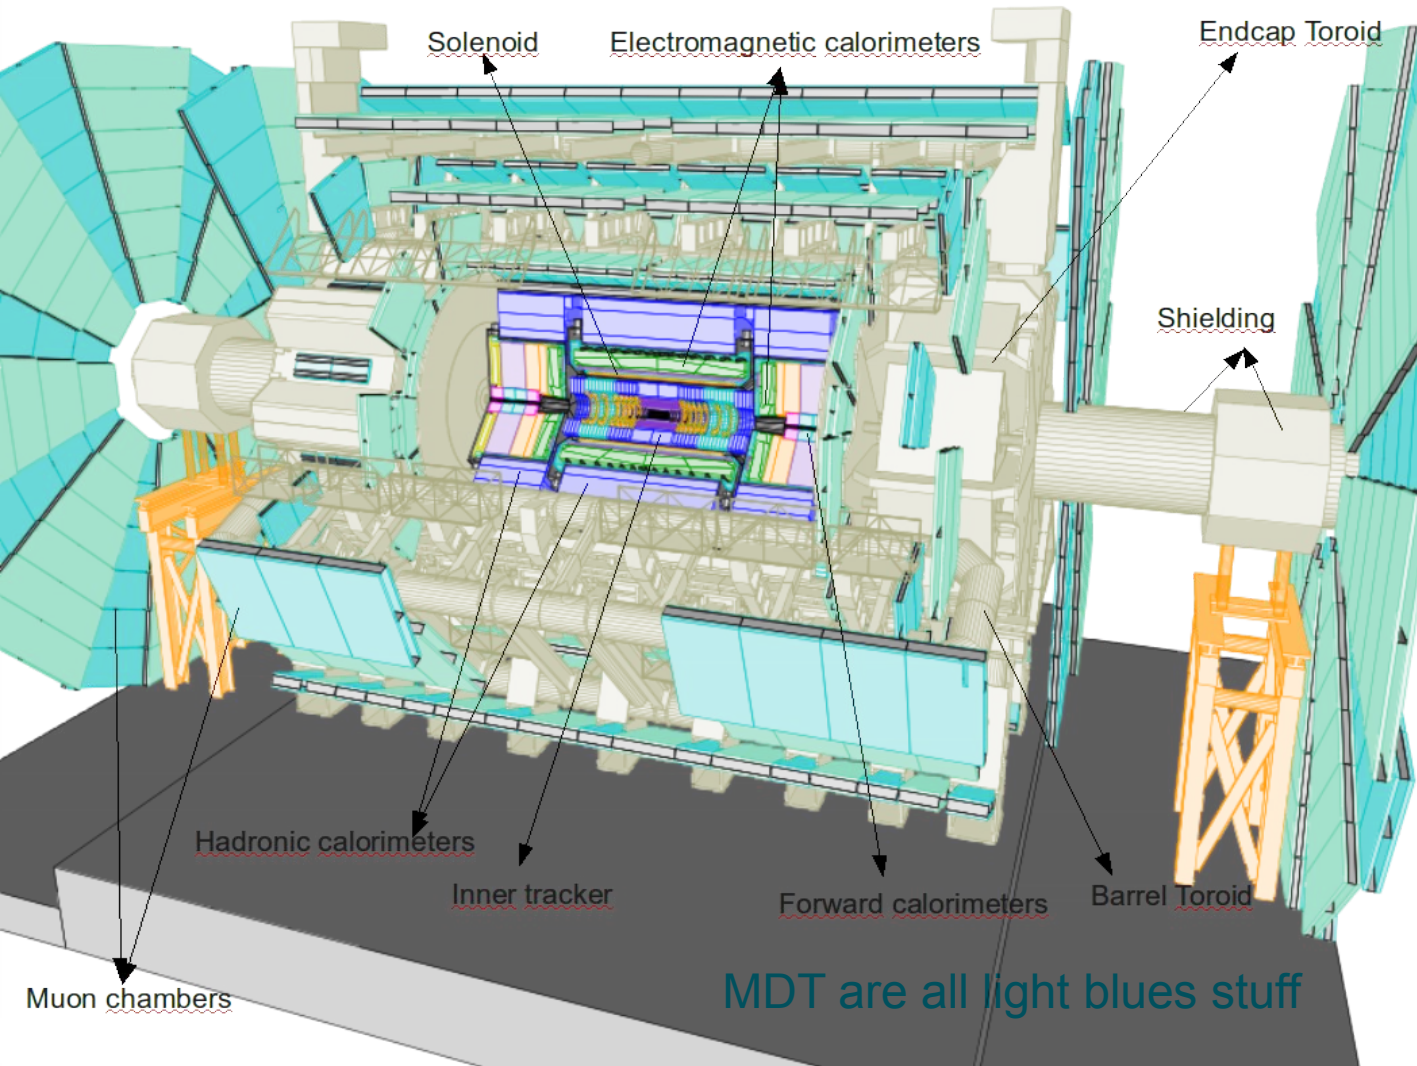 Solenoid
Electromagnetic calorimeters
Endcap Toroid
Shielding
Hadronic calorimeters
Inner tracker
Forward calorimeters
Barrel Toroid
MDT are all light blues stuff
Muon chambers